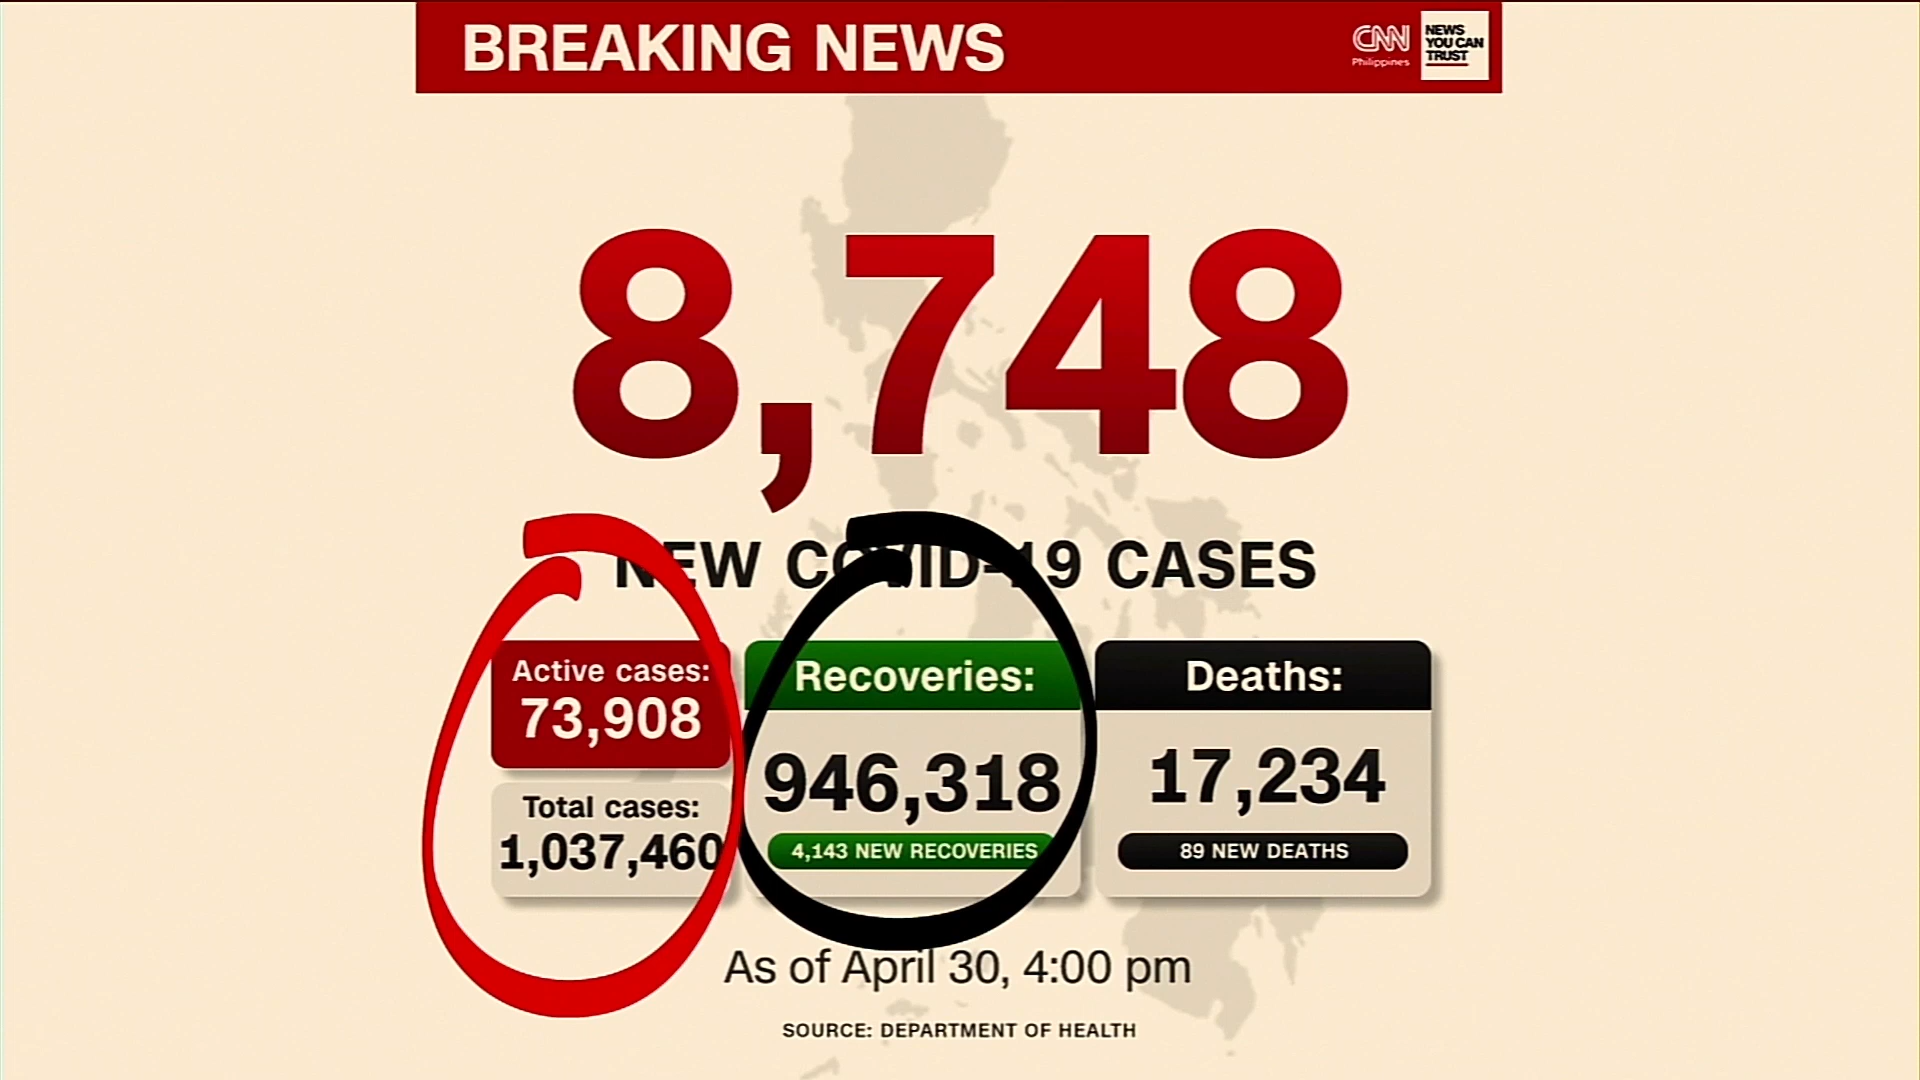 BREAKING NEWS
CNN
Philippines
NEWS
YOU CAN
TRUST
8,748
NEW COVID-19 CASES
Active cases:
73,908
Total cases:
1,037,460
Recoveries:
946,318
4,143 NEW RECOVERIES
Deaths:
17,234
89 NEW DEATHS
As of April 30, 4:00 pm
SOURCE: DEPARTMENT OF HEALTH